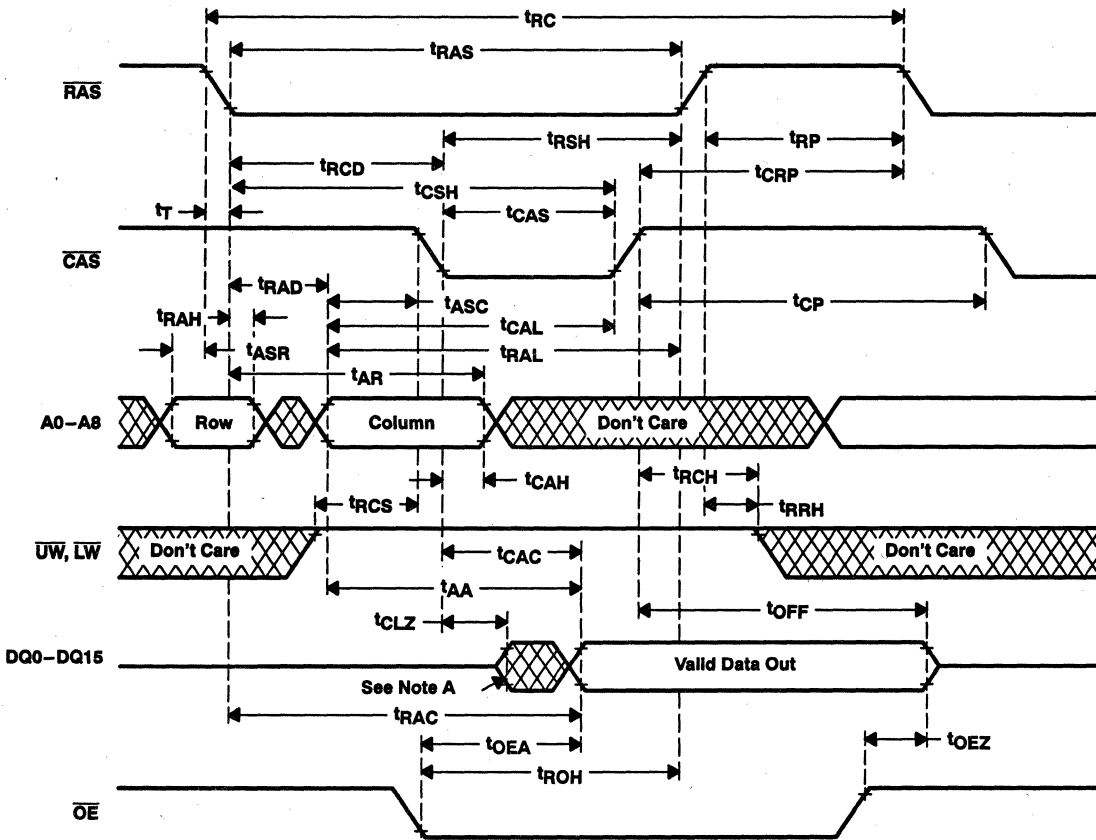 tRC
tRAS
RAS
tRSH
tRP
tRCD
tCRP
tCSH
tT
tCAS
CAS
tRAD
tASC
tCP
tRAH
tCAL
tASR
tRAL
tAR
A0–A8
Row
Column
Don't Care
tRCH
tCAH
tRCS
tRRH
UW, LW
Don't Care
tCAC
Don't Care
tAA
tOFF
tCLZ
DQ0–DQ15
Valid Data Out
See Note A
tRAC
tOEA
tOEZ
tROH
OE